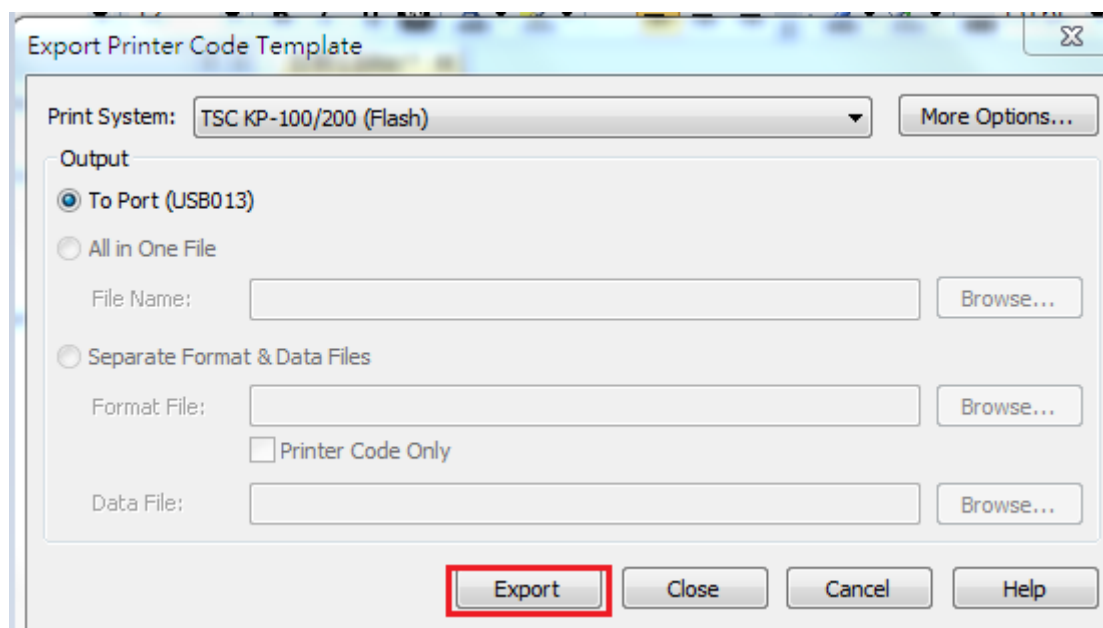 Export Printer Code Template
Print System: TSC KP-100/200 (Flash) More Options...
Output
To Port (USB013)
All in One File
File Name: Browse...
Separate Format & Data Files
Format File: Browse...
Printer Code Only
Data File: Browse...
Export Close Cancel Help